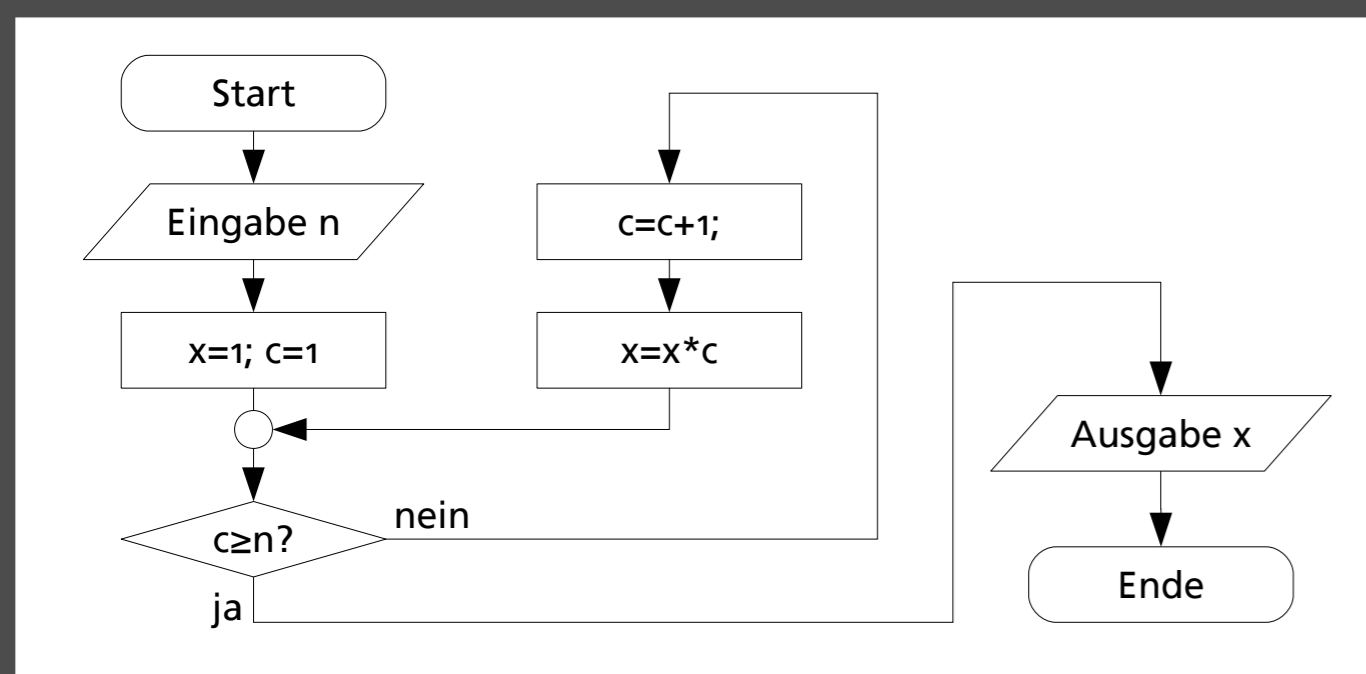 Start
Eingabe n
x=1; c=1
c≥n?
nein
ja
c=c+1;
x=x*c
Ausgabe x
Ende